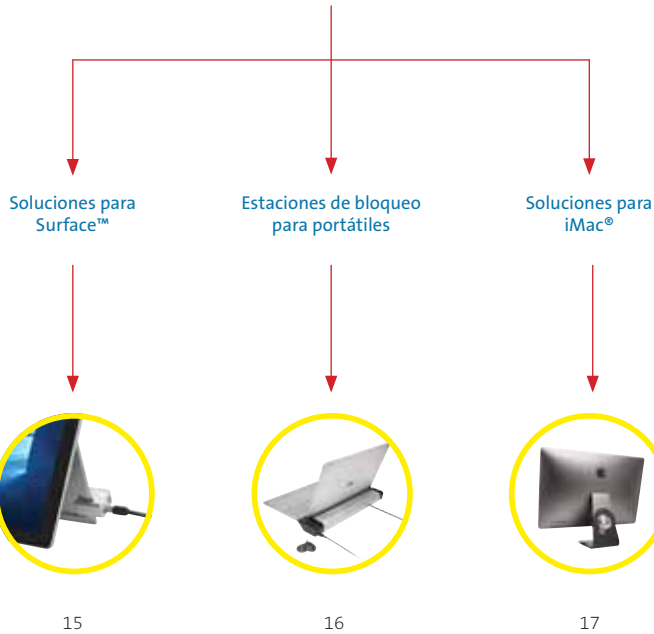 Soluciones para
Surface™
Estaciones de bloqueo
para portátiles
Soluciones para
iMac®
15
16
17